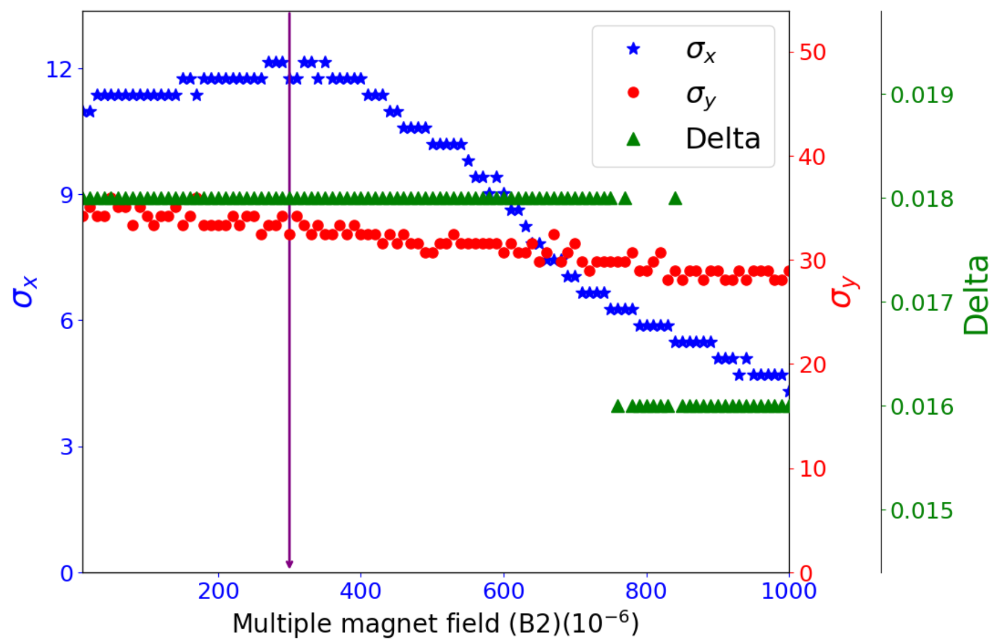 σx
σy
Delta
12
9
6
3
0
50
40
30
20
10
0
0.019
0.018
0.017
0.016
0.015
σx
σy
Delta
200 400 600 800 1000
Multiple magnet field (B2)(10⁻⁶)